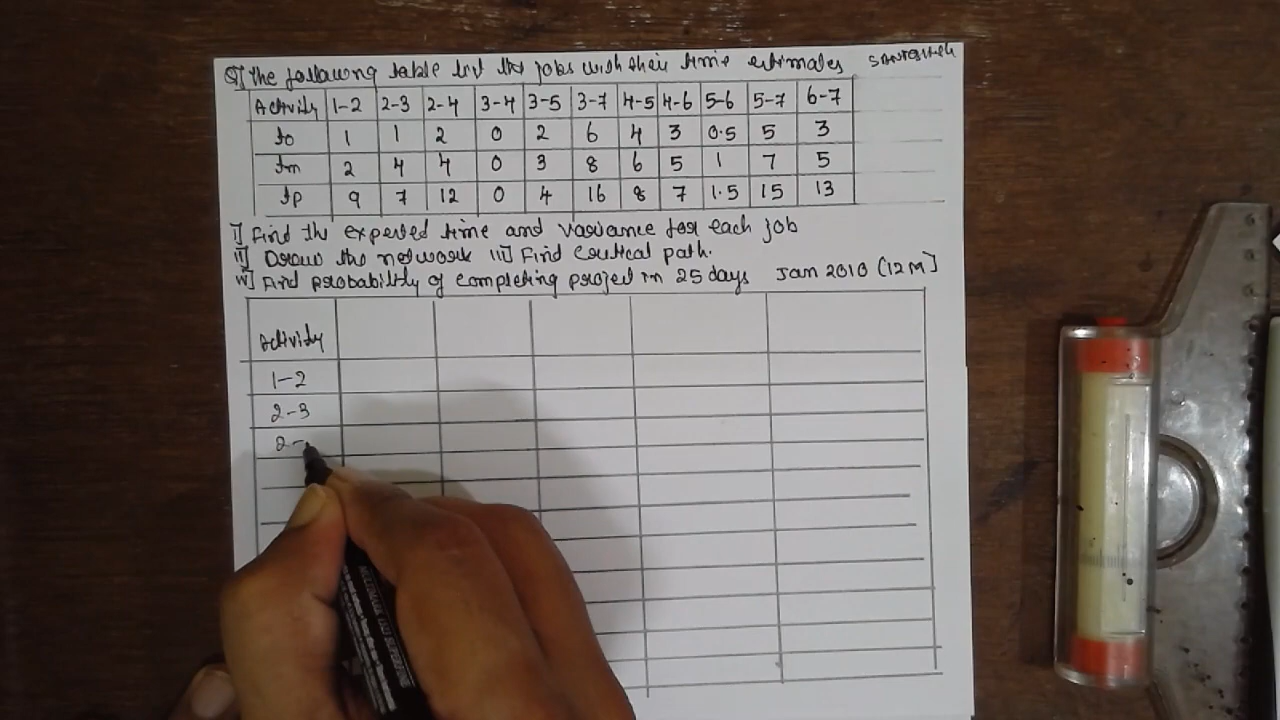 Q] The following table list the jobs with their time estimates
Activity 1-2 2-3 2-4 3-4 3-5 3-7 4-5 4-6 5-6 5-7 6-7
to 1 1 2 0 2 6 4 3 0.5 5 3
tm 2 4 4 0 3 8 6 5 1 7 5
tp 9 7 12 0 4 16 8 7 1.5 15 13
i] Find the expected time and variance for each job
ii] Draw the network iii] Find Critical path.
iv] Find probability of completing project in 25 days Jan 2010 (12M]
Activity
1-2
2-3
2-